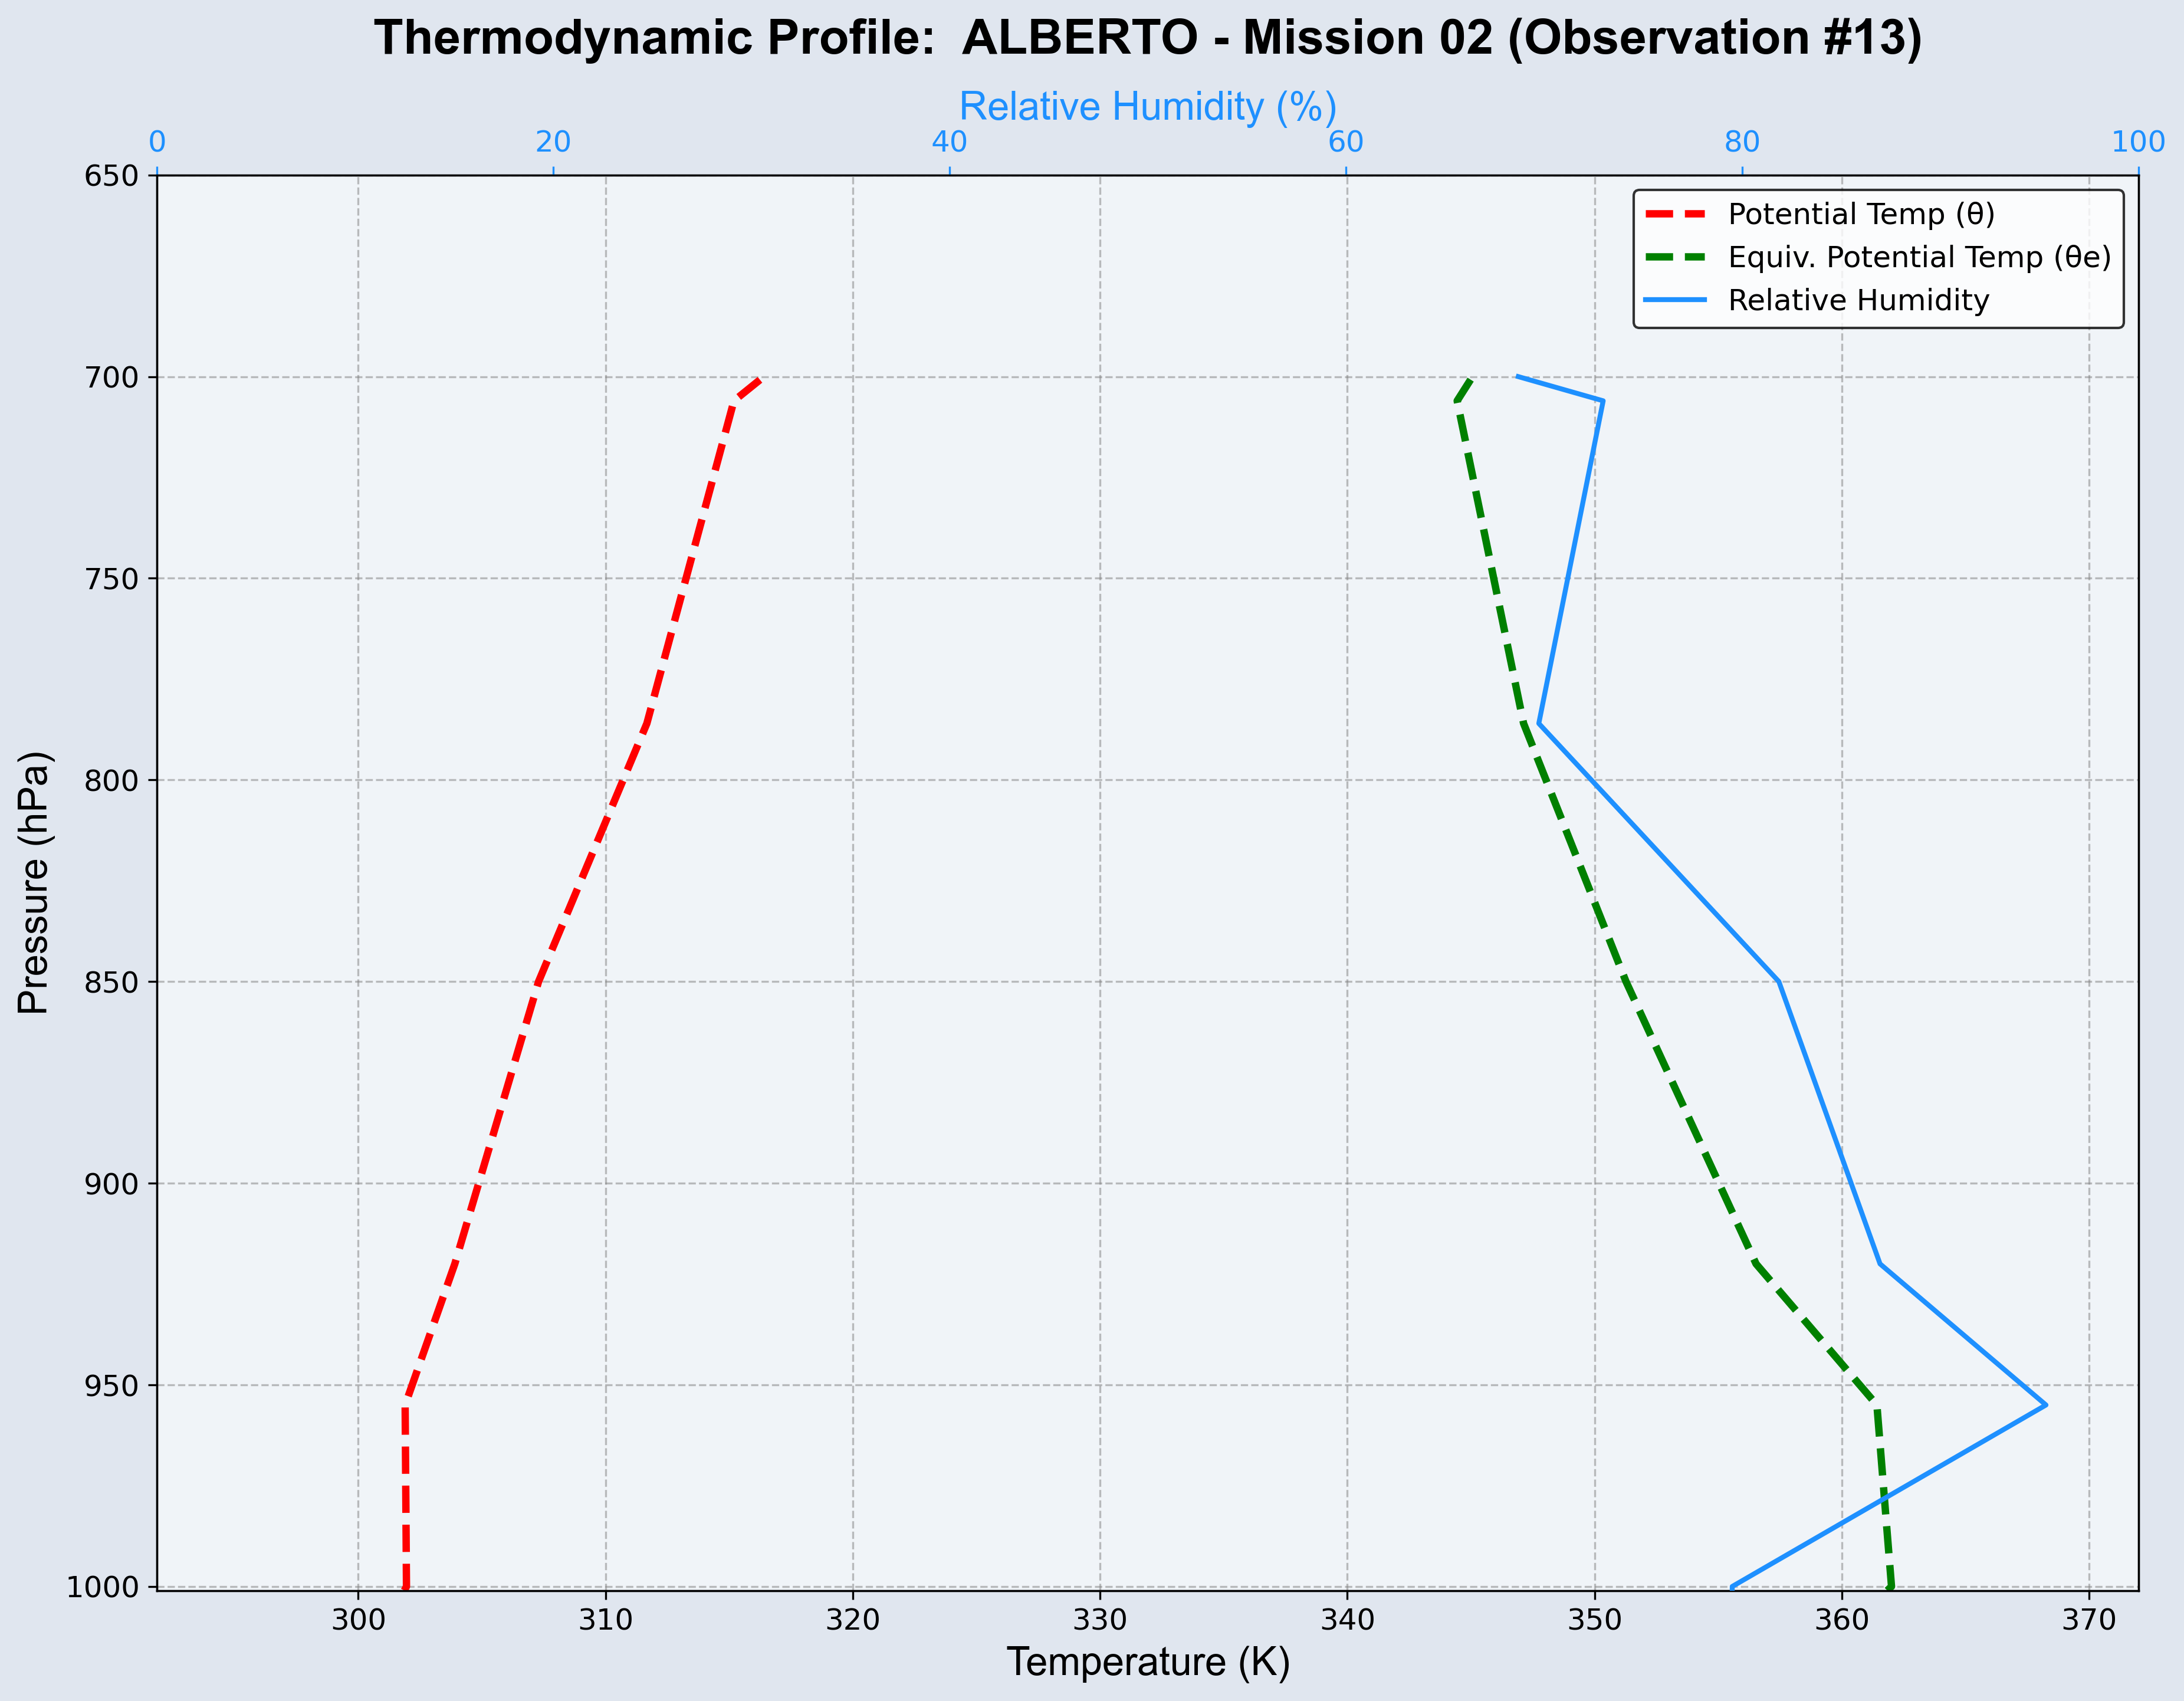 Thermodynamic Profile:  ALBERTO - Mission 02 (Observation #13)
Relative Humidity (%)
0 20 40 60 80 100
Potential Temp (θ)
Equiv. Potential Temp (θe)
Relative Humidity
Pressure (hPa)
650
700
750
800
850
900
950
1000
300 310 320 330 340 350 360 370
Temperature (K)